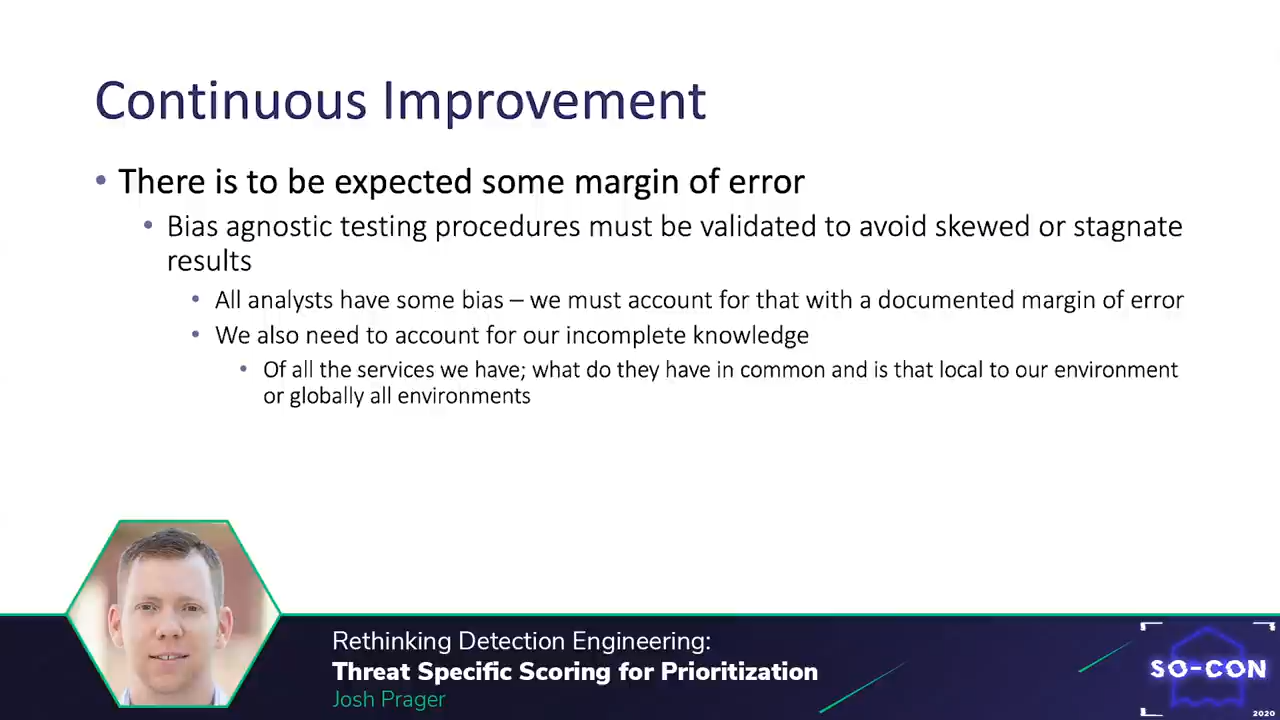 Continuous Improvement
• There is to be expected some margin of error
• Bias agnostic testing procedures must be validated to avoid skewed or stagnate
results
• All analysts have some bias – we must account for that with a documented margin of error
• We also need to account for our incomplete knowledge
• Of all the services we have; what do they have in common and is that local to our environment
or globally all environments
Rethinking Detection Engineering:
Threat Specific Scoring for Prioritization
Josh Prager
SO-CON
2020